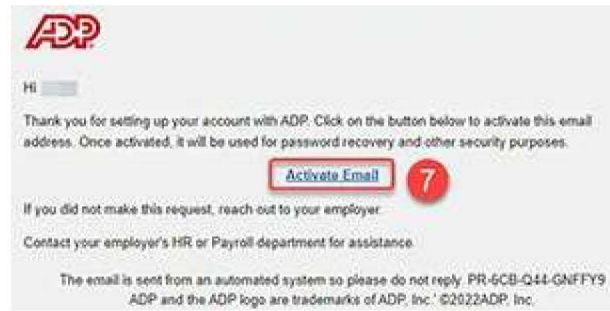 ADP
Hi
Thank you for setting up your account with ADP. Click on the button below to activate this email
address. Once activated, it will be used for password recovery and other security purposes.
Activate Email
7
If you did not make this request, reach out to your employer.
Contact your employer's HR or Payroll department for assistance.
The email is sent from an automated system so please do not reply. PR-6CB-Q44-GNFFY9
ADP and the ADP logo are trademarks of ADP, Inc.' ©2022ADP, Inc.